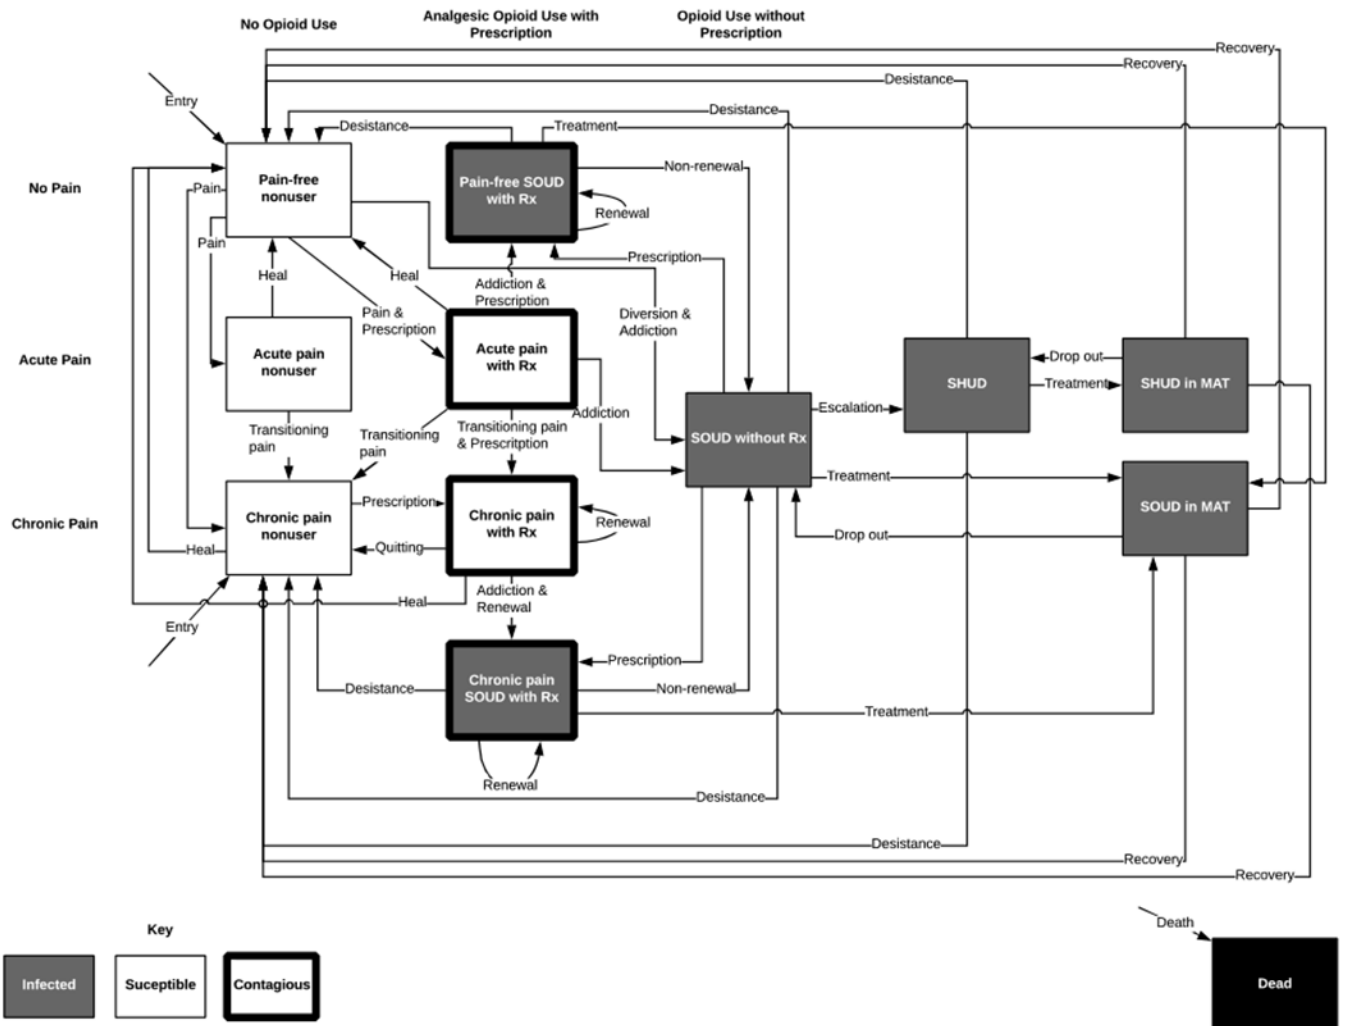 No Opioid Use
Analgesic Opioid Use with
Prescription
Opioid Use without
Prescription
Recovery
Recovery
Desistance
Entry
Desistance
Desistance
Treatment
No Pain
Pain-free
nonuser
Pain
Pain
Pain-free SOUD
with Rx
Non-renewal
Renewal
Prescription
Heal
Heal
Addiction &
Prescription
Pain &
Prescription
Diversion &
Addiction
Acute Pain
Acute pain
nonuser
Acute pain
with Rx
SHUD
Drop out
Treatment
SHUD in MAT
Addiction
Escalation
Transitioning
pain
Transitioning
pain
Transitioning pain
& Prescritption
SOUD without Rx
Treatment
SOUD in MAT
Chronic Pain
Chronic pain
nonuser
Prescription
Quitting
Chronic pain
with Rx
Renewal
Drop out
Heal
Heal
Addiction &
Renewal
Entry
Prescription
Chronic pain
SOUD with Rx
Desistance
Non-renewal
Treatment
Renewal
Desistance
Desistance
Recovery
Recovery
Key
Infected
Suceptible
Contagious
Death
Dead